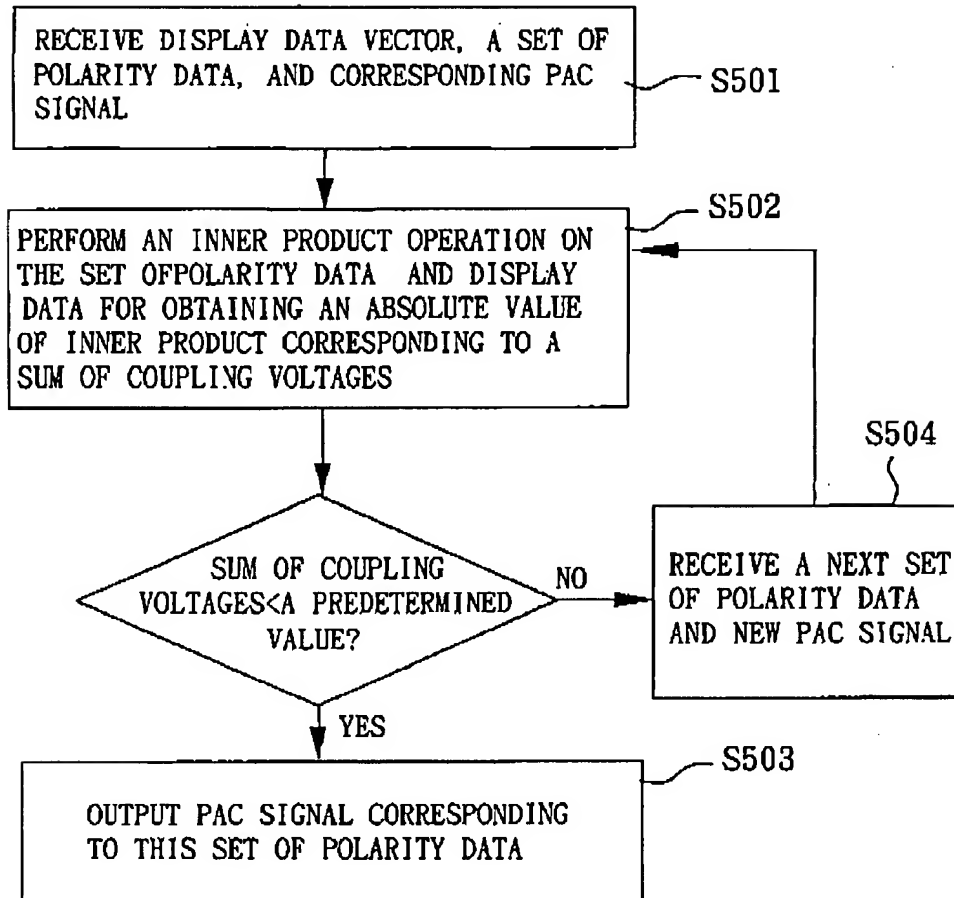 RECEIVE DISPLAY DATA VECTOR, A SET OF
POLARITY DATA, AND CORRESPONDING PAC
SIGNAL
S501
S502
PERFORM AN INNER PRODUCT OPERATION ON
THE SET OFPOLARITY DATA AND DISPLAY
DATA FOR OBTAINING AN ABSOLUTE VALUE
OF INNER PRODUCT CORRESPONDING TO A
SUM OF COUPLING VOLTAGES
S504
SUM OF COUPLING
VOLTAGES<A PREDETERMINED
VALUE?
NO
RECEIVE A NEXT SET
OF POLARITY DATA
AND NEW PAC SIGNAL
YES
S503
OUTPUT PAC SIGNAL CORRESPONDING
TO THIS SET OF POLARITY DATA